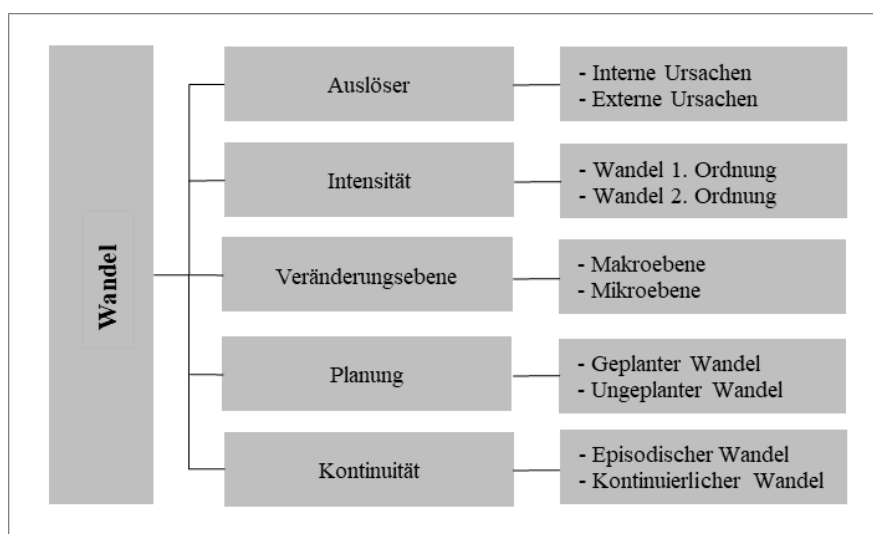 Wandel
Auslöser
- Interne Ursachen
- Externe Ursachen
Intensität
- Wandel 1. Ordnung
- Wandel 2. Ordnung
Veränderungsebene
- Makroebene
- Mikroebene
Planung
- Geplanter Wandel
- Ungeplanter Wandel
Kontinuität
- Episodischer Wandel
- Kontinuierlicher Wandel